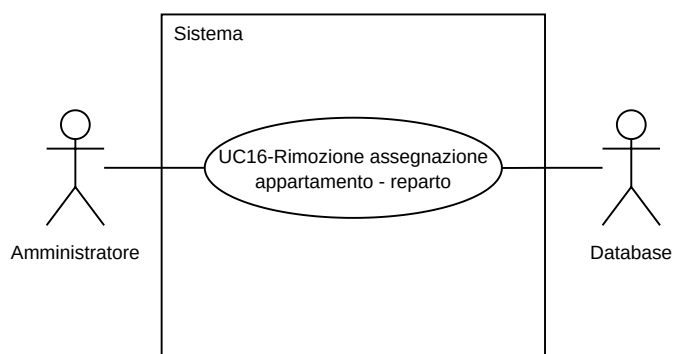 Sistema
UC16-Rimozione assegnazione
appartamento - reparto
Amministratore
Database